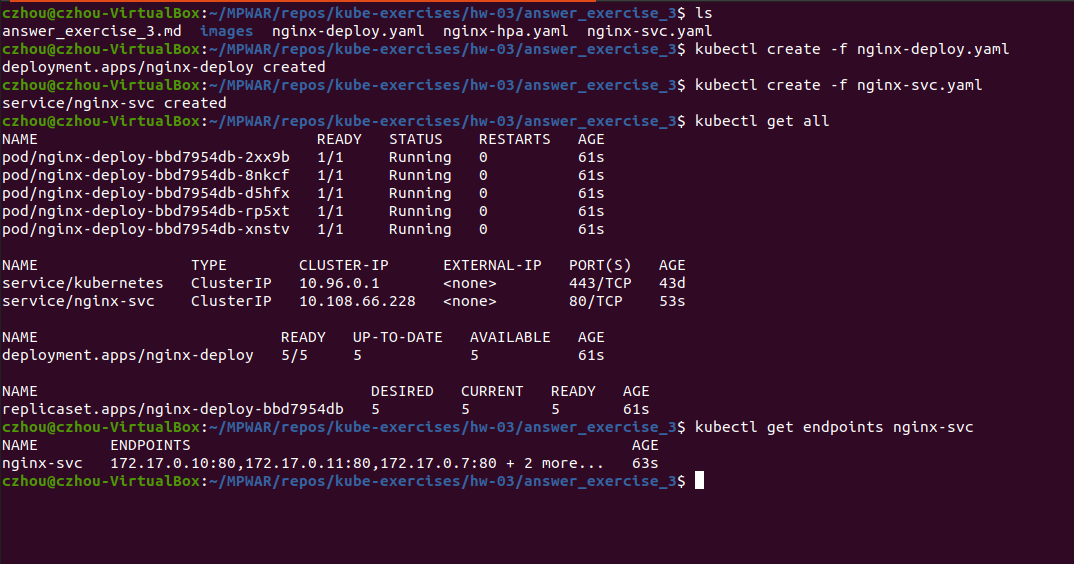 czhou@czhou-VirtualBox:~/MPWAR/repos/kube-exercises/hw-03/answer_exercise_3$ ls
answer_exercise_3.md  images  nginx-deploy.yaml  nginx-hpa.yaml  nginx-svc.yaml
czhou@czhou-VirtualBox:~/MPWAR/repos/kube-exercises/hw-03/answer_exercise_3$ kubectl create -f nginx-deploy.yaml
deployment.apps/nginx-deploy created
czhou@czhou-VirtualBox:~/MPWAR/repos/kube-exercises/hw-03/answer_exercise_3$ kubectl create -f nginx-svc.yaml
service/nginx-svc created
czhou@czhou-VirtualBox:~/MPWAR/repos/kube-exercises/hw-03/answer_exercise_3$ kubectl get all
NAME                               READY   STATUS    RESTARTS   AGE
pod/nginx-deploy-bbd7954db-2xx9b   1/1     Running   0          61s
pod/nginx-deploy-bbd7954db-8nkcf   1/1     Running   0          61s
pod/nginx-deploy-bbd7954db-d5hfx   1/1     Running   0          61s
pod/nginx-deploy-bbd7954db-rp5xt   1/1     Running   0          61s
pod/nginx-deploy-bbd7954db-xnstv   1/1     Running   0          61s
NAME                 TYPE        CLUSTER-IP      EXTERNAL-IP   PORT(S)   AGE
service/kubernetes   ClusterIP   10.96.0.1       <none>        443/TCP   43d
service/nginx-svc    ClusterIP   10.108.66.228   <none>        80/TCP    53s
NAME                           READY   UP-TO-DATE   AVAILABLE   AGE
deployment.apps/nginx-deploy   5/5     5            5           61s
NAME                                     DESIRED   CURRENT   READY   AGE
replicaset.apps/nginx-deploy-bbd7954db   5         5         5       61s
czhou@czhou-VirtualBox:~/MPWAR/repos/kube-exercises/hw-03/answer_exercise_3$ kubectl get endpoints nginx-svc
NAME        ENDPOINTS                                                 AGE
nginx-svc   172.17.0.10:80,172.17.0.11:80,172.17.0.7:80 + 2 more...   63s
czhou@czhou-VirtualBox:~/MPWAR/repos/kube-exercises/hw-03/answer_exercise_3$